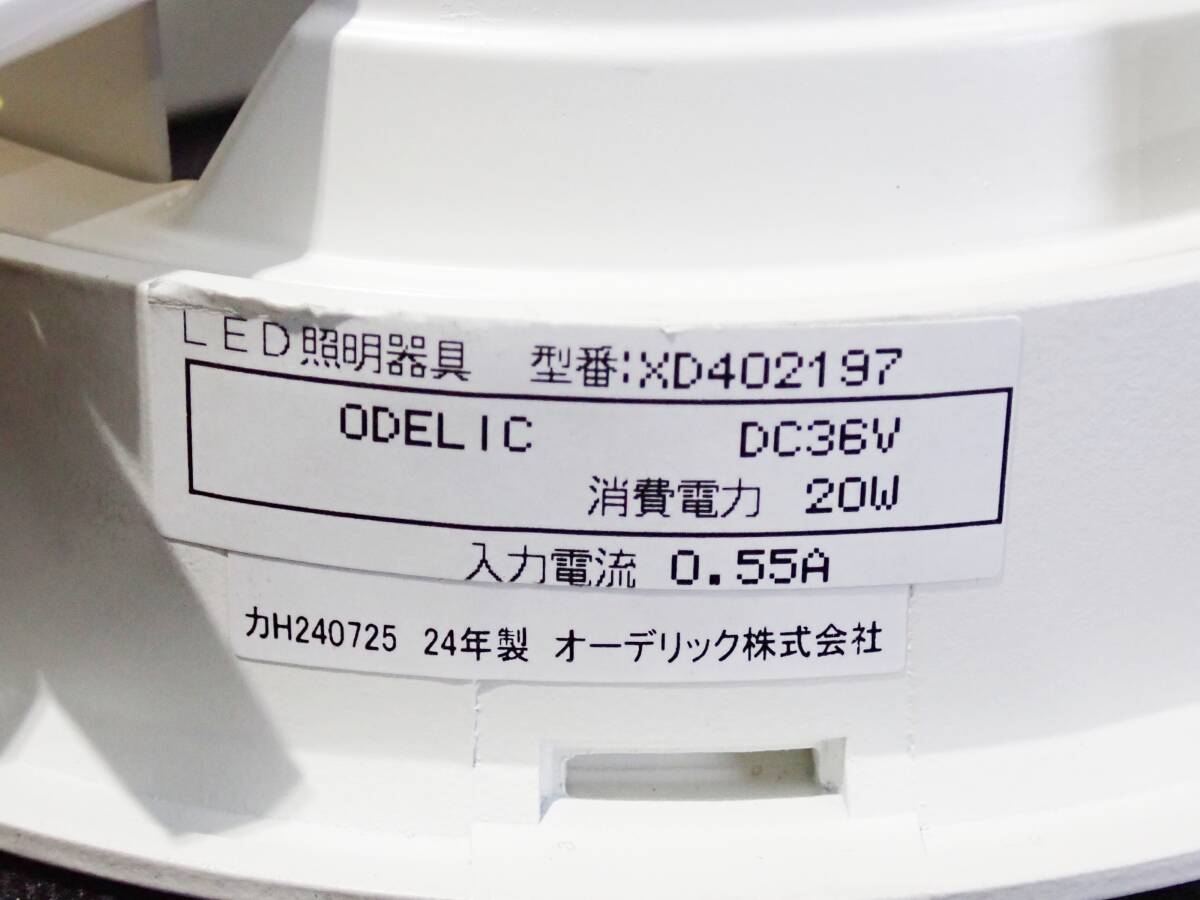 LED照明器具 型番:XD402197
ODELIC DC36V
消費電力 20W
入力電流 0.55A
カH240725 24年製 オーデリック株式会社